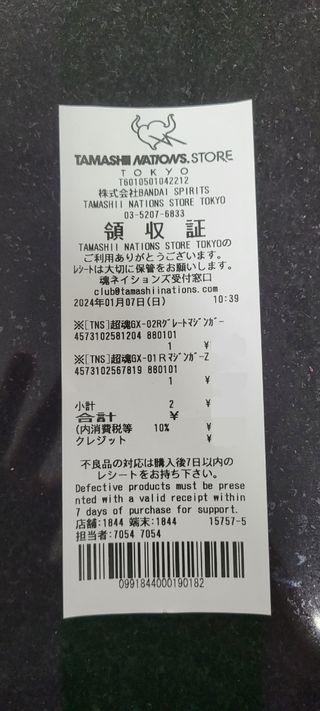 TAMASHII NATIONS. STORE
TOKYO
T6010501042212
株式会社BANDAI SPIRITS
TAMASHII NATIONS STORE TOKYO
03-5207-6833
領収証
TAMASHII NATIONS STORE TOKYOの
ご利用ありがとうございます。
レシートは大切に保管をお願いします。
魂ネイションズ受付窓口
club@tamashiinations.com
2024年01月07日(日) 10:39
※[TNS]超魂GX-02Rグレートマジンガー
4573102581204 880101
1 ¥
※[TNS]超魂GX-01RマジンガーZ
4573102567819 880101
1 ¥
小計 2 ¥
合計 ¥
(内消費税等 10% ¥
クレジット ¥
不良品の対応は購入後7日以内の
レシートをお持ち下さい。
Defective products must be prese
nted with a valid receipt within
7 days of purchase for support.
店舗:1844 端末:1844 15757-5
担当者:7054 7054
0991844000190182